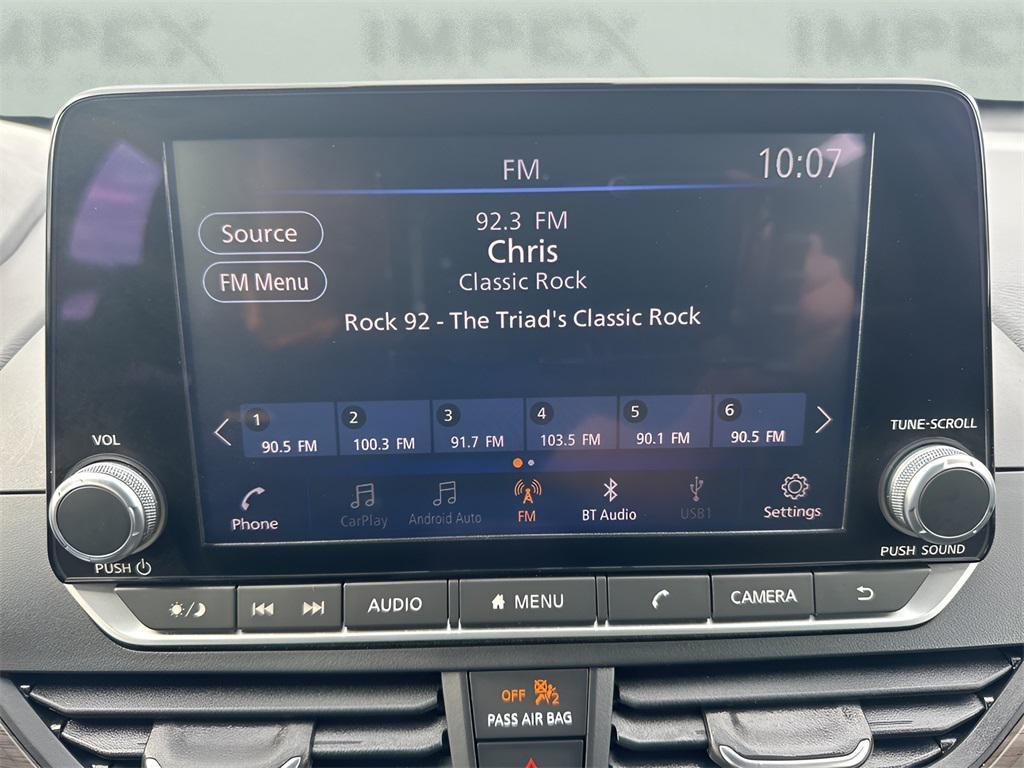 IMPEX IMPEX IMPEX
FM
10:07
92.3 FM
Source
Chris
FM Menu
Classic Rock
Rock 92 - The Triad's Classic Rock
1 2 3 4 5 6
90.5 FM 100.3 FM 91.7 FM 103.5 FM 90.1 FM 90.5 FM
VOL
TUNE-SCROLL
Phone CarPlay Android Auto FM BT Audio USB1 Settings
PUSH
PUSH SOUND
AUDIO MENU CAMERA
OFF 2
PASS AIR BAG